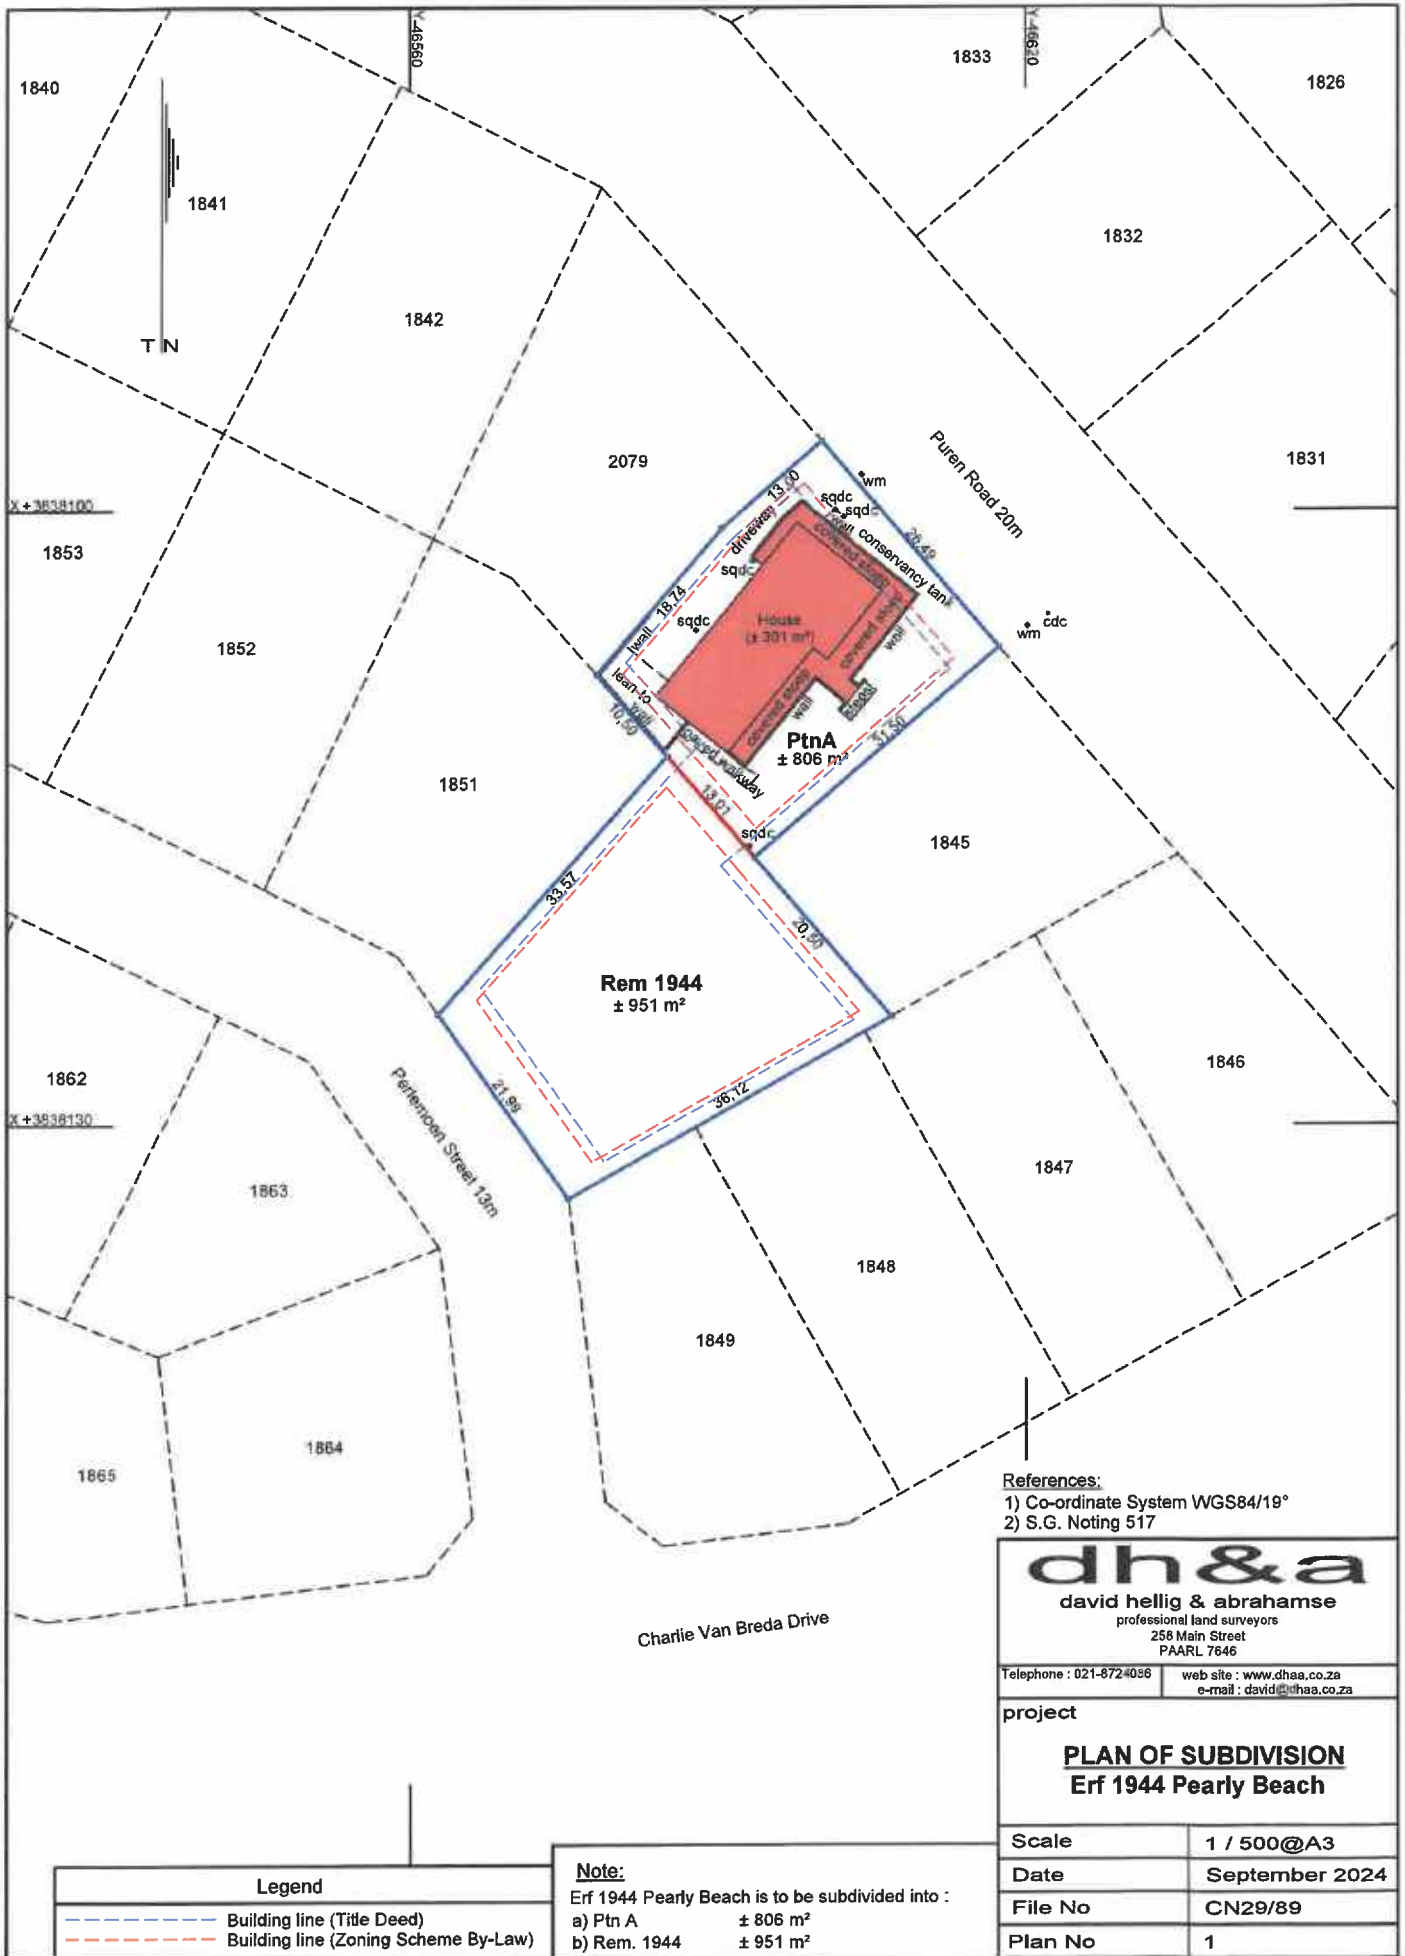 Y-46560
Y-46620
1833
1826
1840
1841
1832
1842
T N
2079
1831
Puren Road 20m
X +3838100
1853
wm
13,00
sqdc
sqdc
driveway
wall
conservancy tank
26,49
covered stoep
sqdc
18,74
House
(± 301 m²)
sqdc
wall
covered stoep
wall
cdc
wm
1852
lean to
wall
10,50
covered stoep
wall
steps
PtnA
± 806 m²
31,50
paved walkway
1851
13,01
sqdc
1845
33,57
20,50
Rem 1944
± 951 m²
1862
21,99
36,12
1846
X +3838130
Perlemoen Street 13m
1863
1847
1848
1849
1864
1865
References:
1) Co-ordinate System WGS84/19°
2) S.G. Noting 517
dh&a
david hellig & abrahamse
professional land surveyors
258 Main Street
PAARL 7646
Telephone : 021-8724086
web site : www.dhaa.co.za
e-mail : david@dhaa.co.za
Charlie Van Breda Drive
project
PLAN OF SUBDIVISION
Erf 1944 Pearly Beach
Scale 1 / 500@A3
Date September 2024
File No CN29/89
Plan No 1
Legend
Building line (Title Deed)
Building line (Zoning Scheme By-Law)
Note:
Erf 1944 Pearly Beach is to be subdivided into :
a) Ptn A ± 806 m²
b) Rem. 1944 ± 951 m²